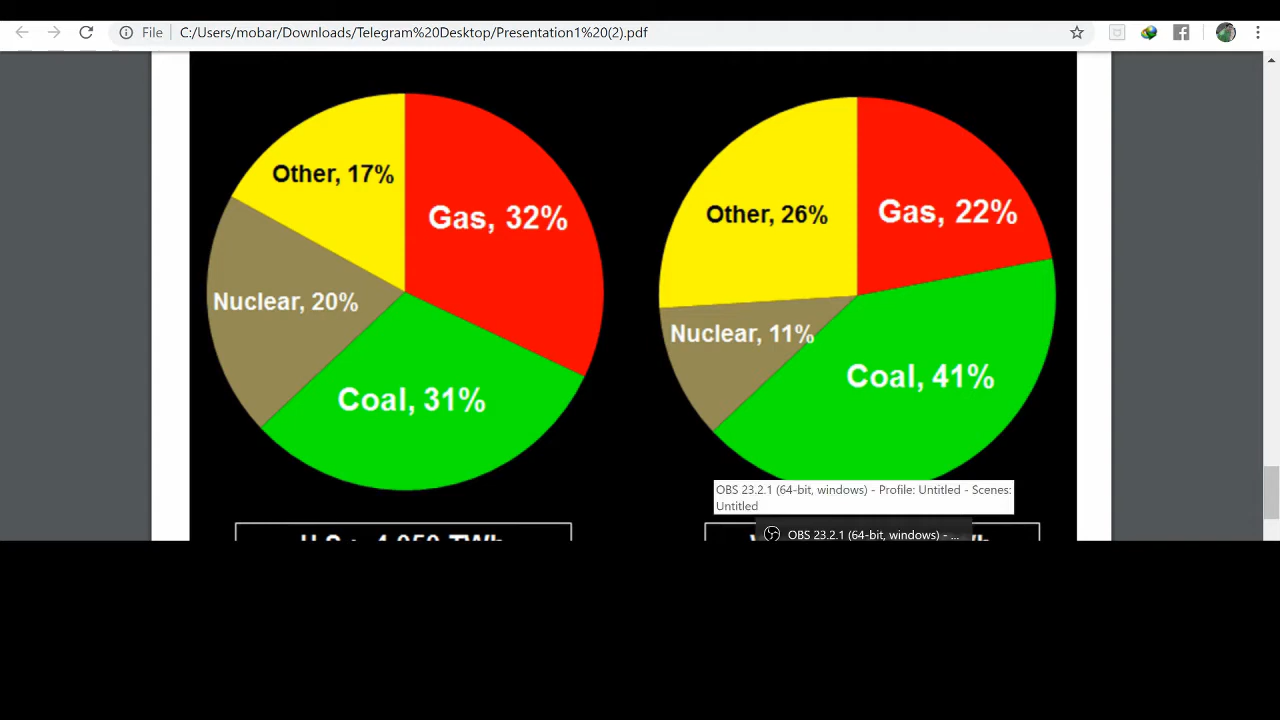 File
C:/Users/mobar/Downloads/Telegram%20Desktop/Presentation1%20(2).pdf
Other, 17%
Gas, 32%
Nuclear, 20%
Coal, 31%
Other, 26%
Gas, 22%
Nuclear, 11%
Coal, 41%
OBS 23.2.1 (64-bit, windows) - Profile: Untitled - Scenes:
Untitled
OBS 23.2.1 (64-bit, windows) - ...